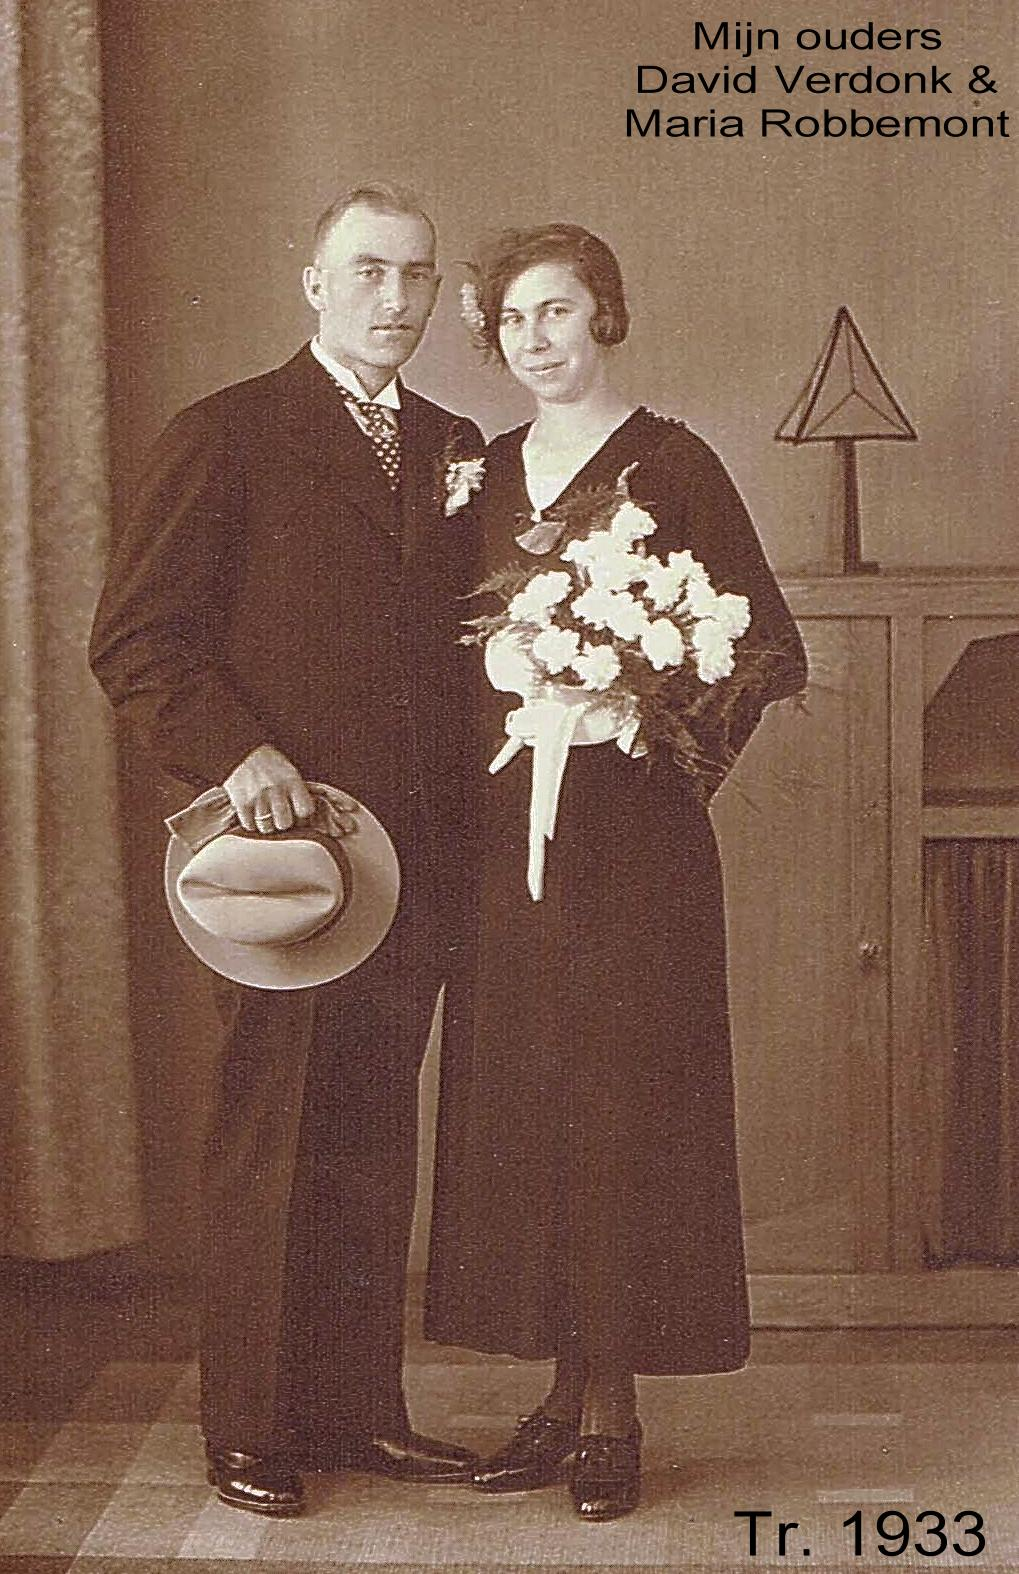 Mijn ouders
David Verdonk &
Maria Robbemont
Tr. 1933